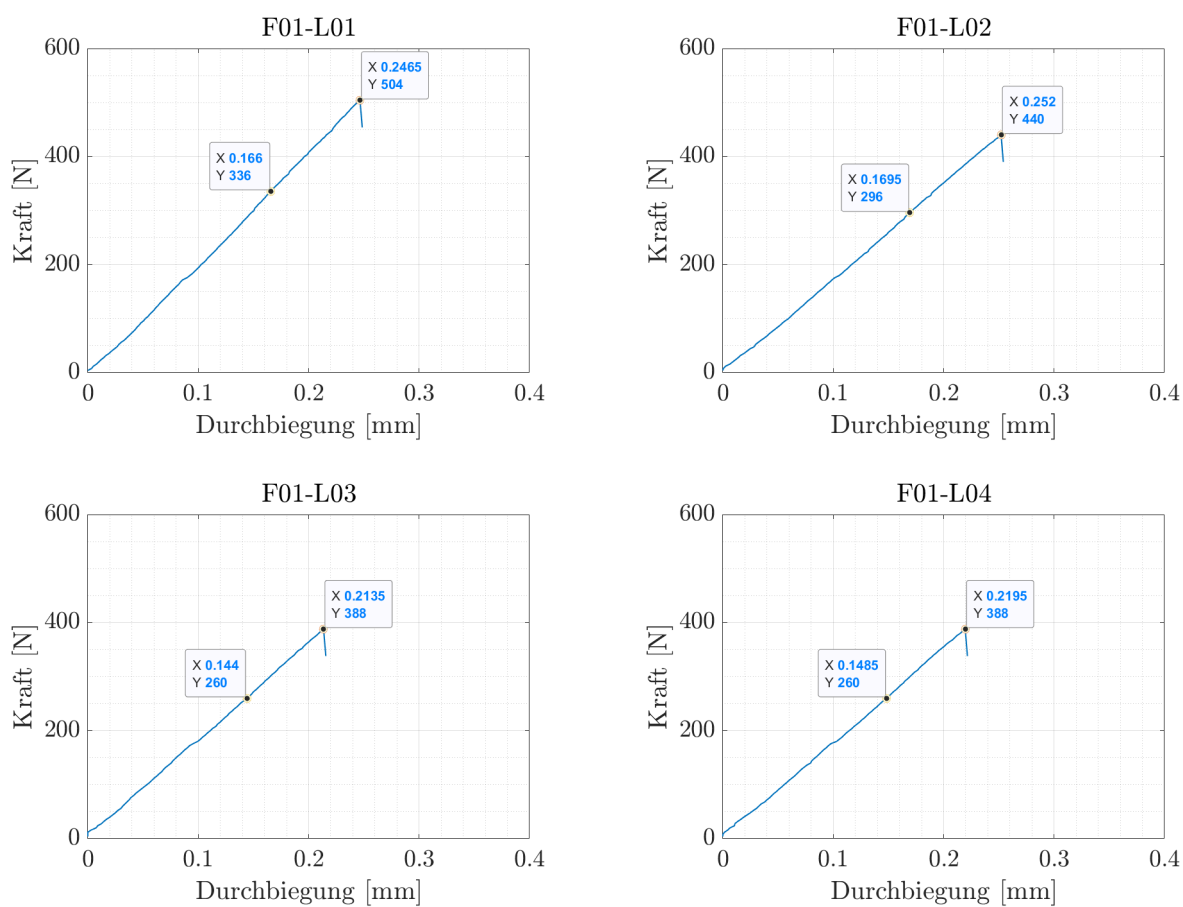 F01-L01
600
X 0.2465
Y 504
400
X 0.166
Y 336
200
0
0 0.1 0.2 0.3 0.4
Kraft [N]
Durchbiegung [mm]
F01-L02
600
X 0.252
Y 440
400
X 0.1695
Y 296
200
0
0 0.1 0.2 0.3 0.4
Kraft [N]
Durchbiegung [mm]
F01-L03
600
X 0.2135
Y 388
400
X 0.144
Y 260
200
0
0 0.1 0.2 0.3 0.4
Kraft [N]
Durchbiegung [mm]
F01-L04
600
X 0.2195
Y 388
400
X 0.1485
Y 260
200
0
0 0.1 0.2 0.3 0.4
Kraft [N]
Durchbiegung [mm]